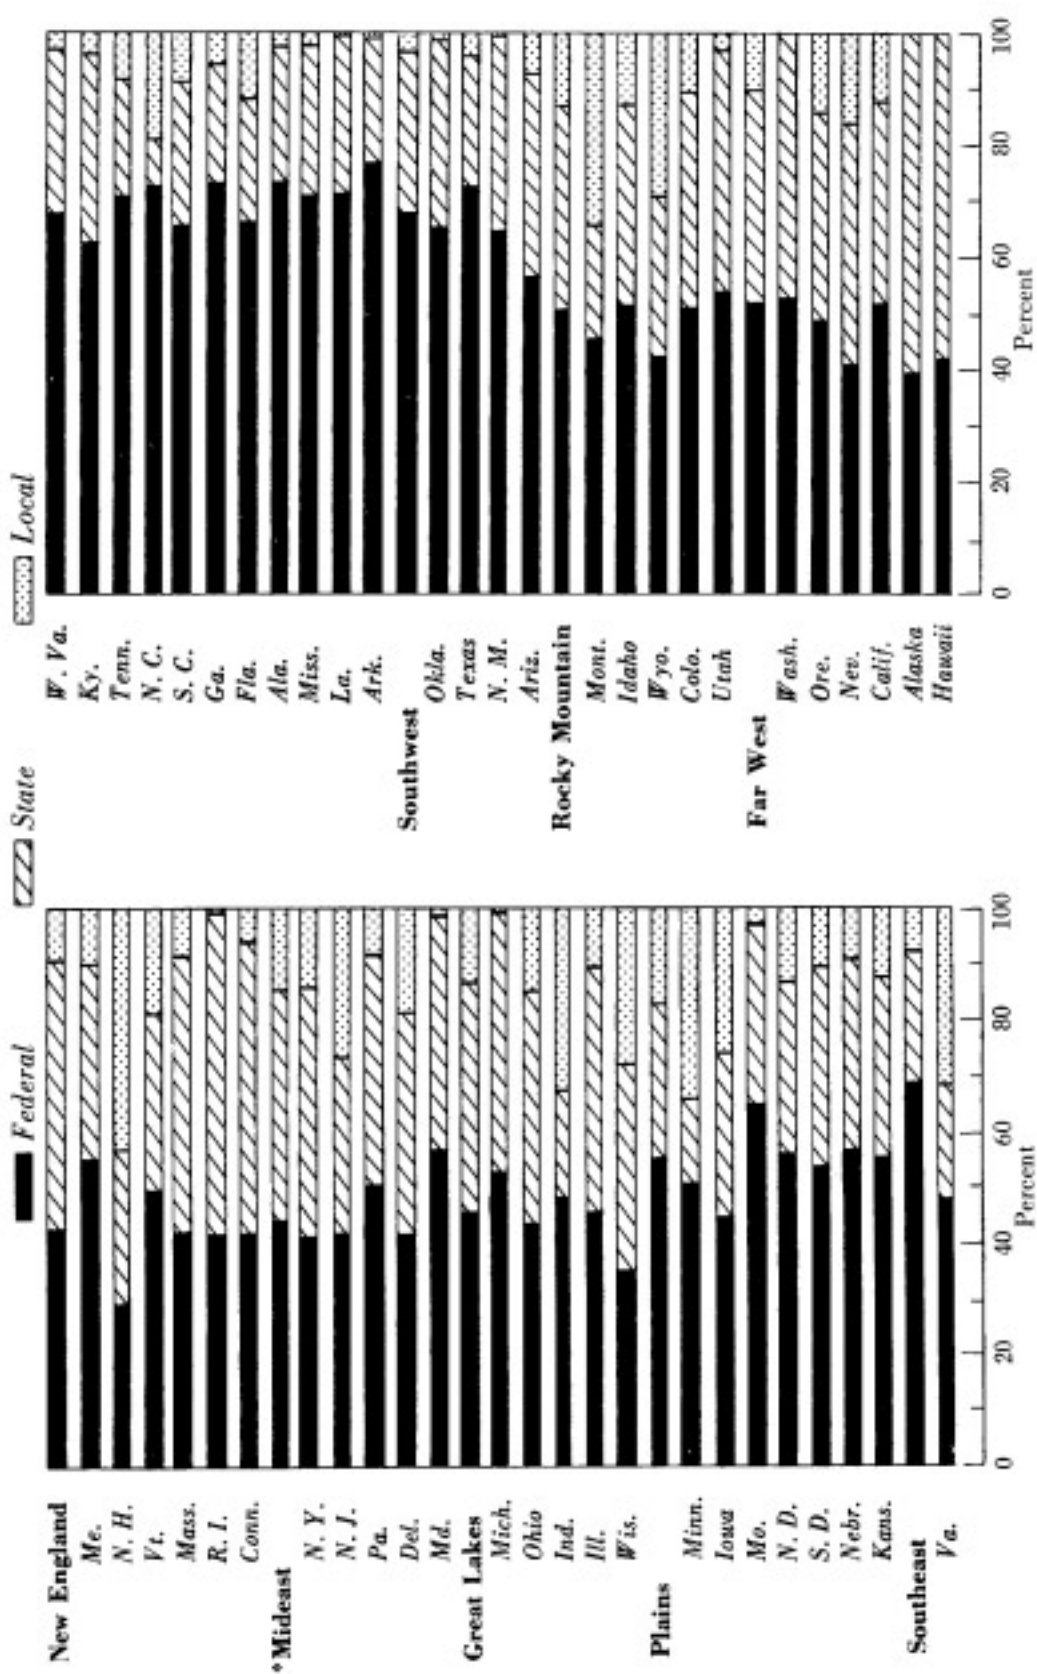 Federal
State
Local
New England
Me.
N. H.
Vt.
Mass.
R. I.
Conn.
*Mideast
N. Y.
N. J.
Pa.
Del.
Md.
Great Lakes
Mich.
Ohio
Ind.
Ill.
Wis.
Plains
Minn.
Iowa
Mo.
N. D.
S. D.
Nebr.
Kans.
Southeast
Va.
0 20 40 60 80 100
Percent
W. Va.
Ky.
Tenn.
N. C.
S. C.
Ga.
Fla.
Ala.
Miss.
La.
Ark.
Southwest
Okla.
Texas
N. M.
Ariz.
Rocky Mountain
Mont.
Idaho
Wyo.
Colo.
Utah
Far West
Wash.
Ore.
Nev.
Calif.
Alaska
Hawaii
0 20 40 60 80 100
Percent